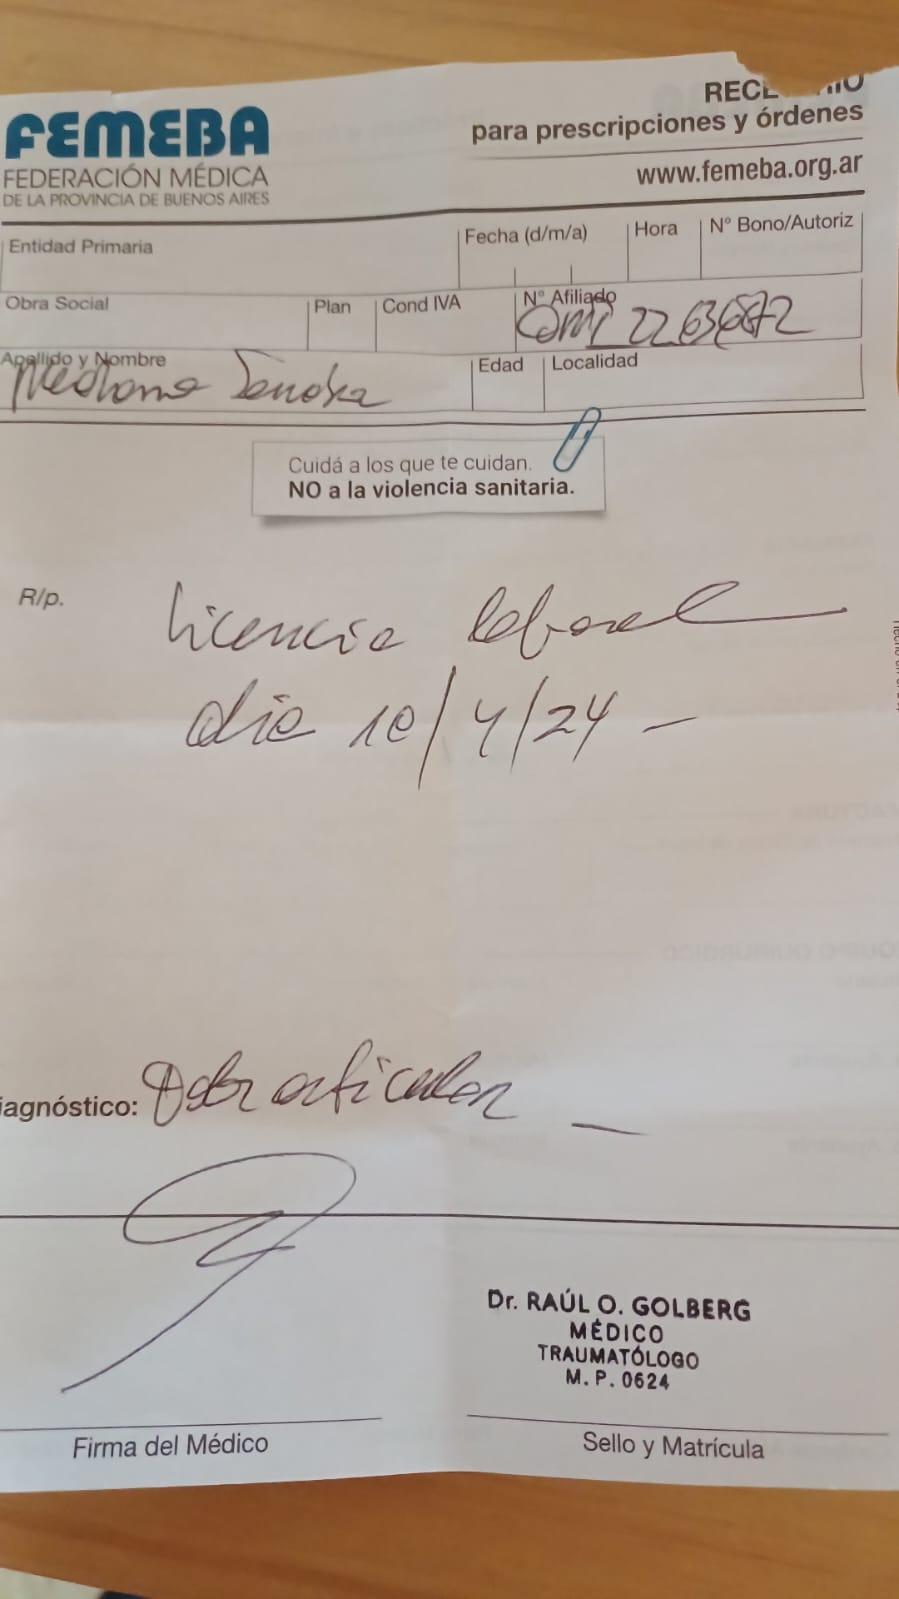 FEMEBA
FEDERACIÓN MÉDICA
DE LA PROVINCIA DE BUENOS AIRES
para prescripciones y órdenes
www.femeba.org.ar
Entidad Primaria
Fecha (d/m/a)
Hora
N° Bono/Autoriz
Obra Social
Plan
Cond IVA
N° Afiliado
Apellido y Nombre
Edad
Localidad
Cuidá a los que te cuidan.
NO a la violencia sanitaria.
R/p.
licencia laboral
dia 10/4/24 -
iagnóstico: articular
Dr. RAÚL O. GOLBERG
MÉDICO
TRAUMATÓLOGO
M. P. 0624
Firma del Médico
Sello y Matrícula